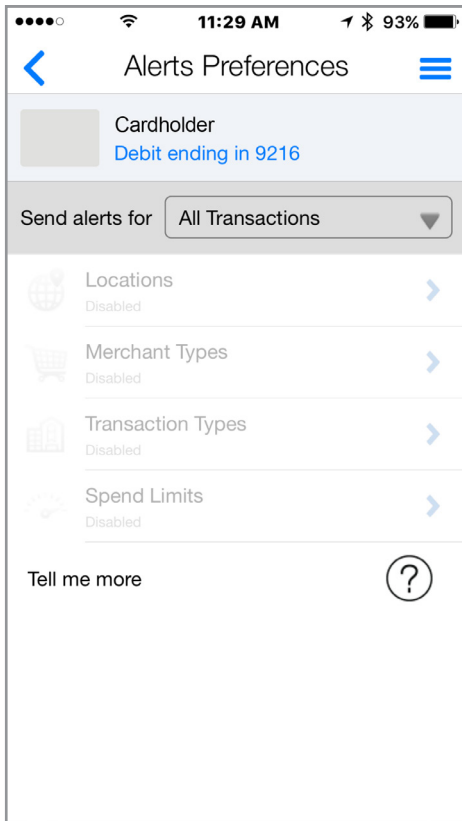 11:29 AM
93%
Alerts Preferences
Cardholder
Debit ending in 9216
Send alerts for
All Transactions
Locations
Disabled
Merchant Types
Disabled
Transaction Types
Disabled
Spend Limits
Disabled
Tell me more
?